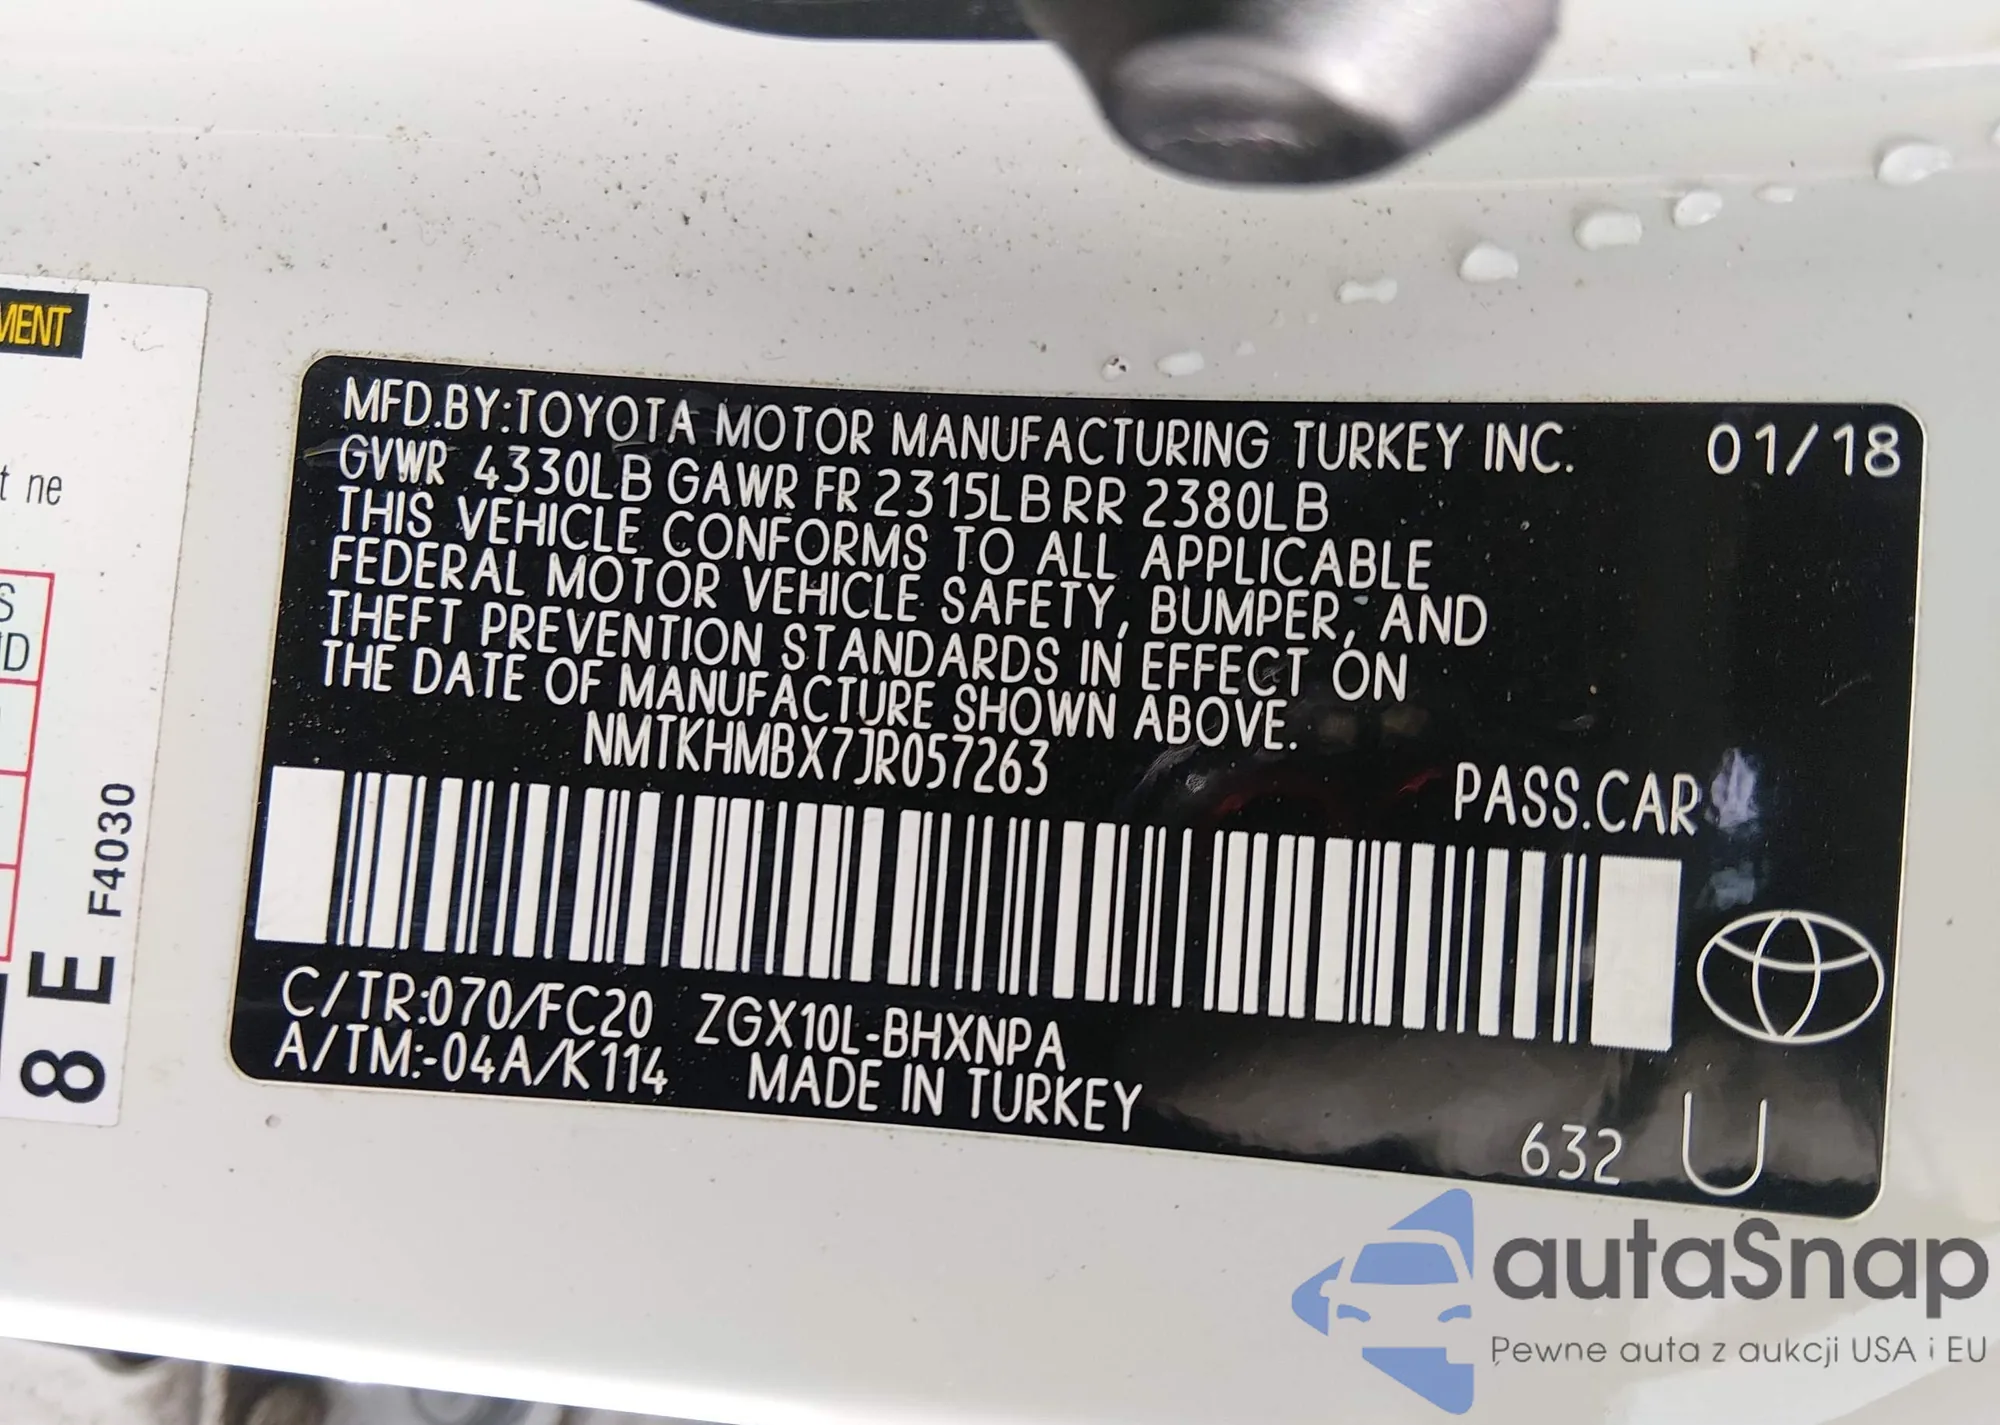 MENT
t ne
S
ND
F4030
8 E
MFD.BY:TOYOTA MOTOR MANUFACTURING TURKEY INC. 01/18
GVWR 4330LB GAWR FR 2315LB RR 2380LB
THIS VEHICLE CONFORMS TO ALL APPLICABLE
FEDERAL MOTOR VEHICLE SAFETY, BUMPER, AND
THEFT PREVENTION STANDARDS IN EFFECT ON
THE DATE OF MANUFACTURE SHOWN ABOVE.
NMTKHMBX7JR057263
PASS.CAR
C/TR:070/FC20 ZGX10L-BHXNPA
A/TM:-04A/K114 MADE IN TURKEY
632 U
autaSnap
Pewne auta z aukcji USA i EU